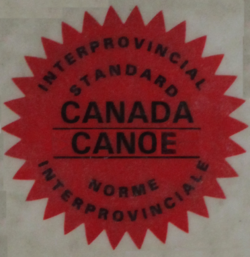 INTERPROVINCIAL
STANDARD
CANADA
CANOE
NORME
INTERPROVINCIALE